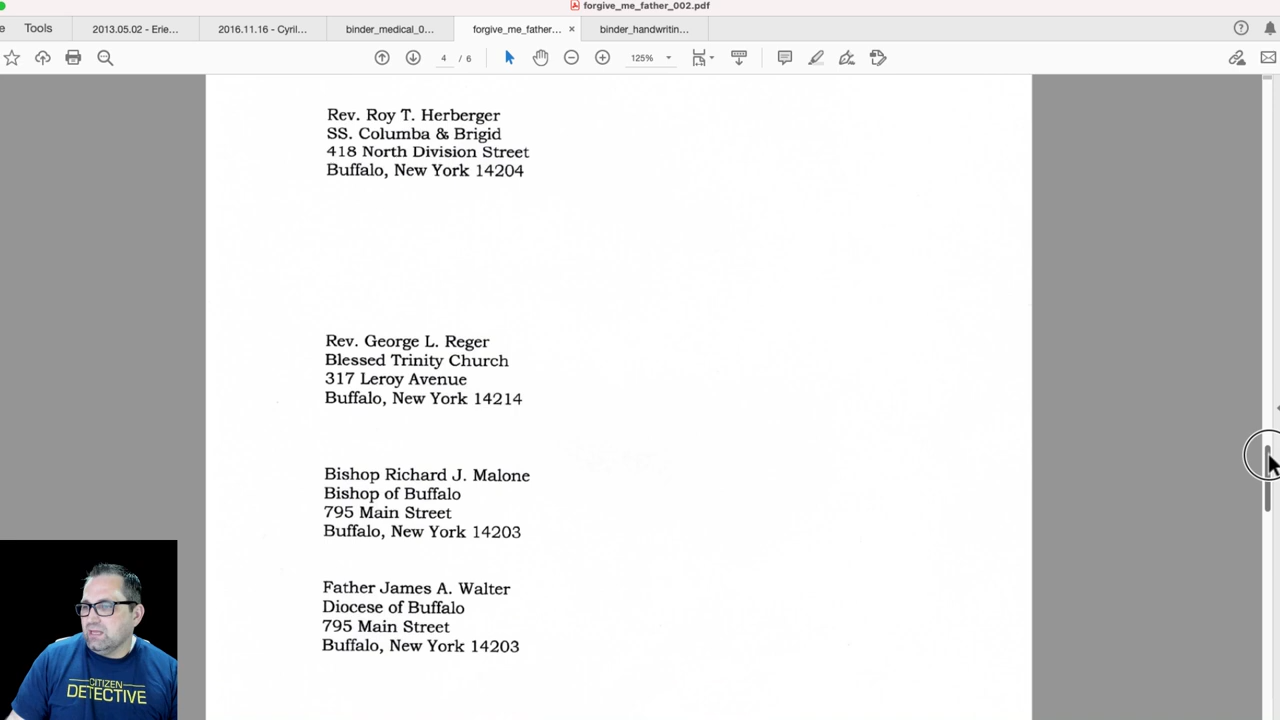 forgive_me_father_002.pdf
e Tools 2013.05.02 - Erie... 2016.11.16 - Cyril... binder_medical_0... forgive_me_father... × binder_handwritin...
4 / 6 125%
Rev. Roy T. Herberger
SS. Columba & Brigid
418 North Division Street
Buffalo, New York 14204
Rev. George L. Reger
Blessed Trinity Church
317 Leroy Avenue
Buffalo, New York 14214
Bishop Richard J. Malone
Bishop of Buffalo
795 Main Street
Buffalo, New York 14203
Father James A. Walter
Diocese of Buffalo
795 Main Street
Buffalo, New York 14203
CITIZEN
DETECTIVE